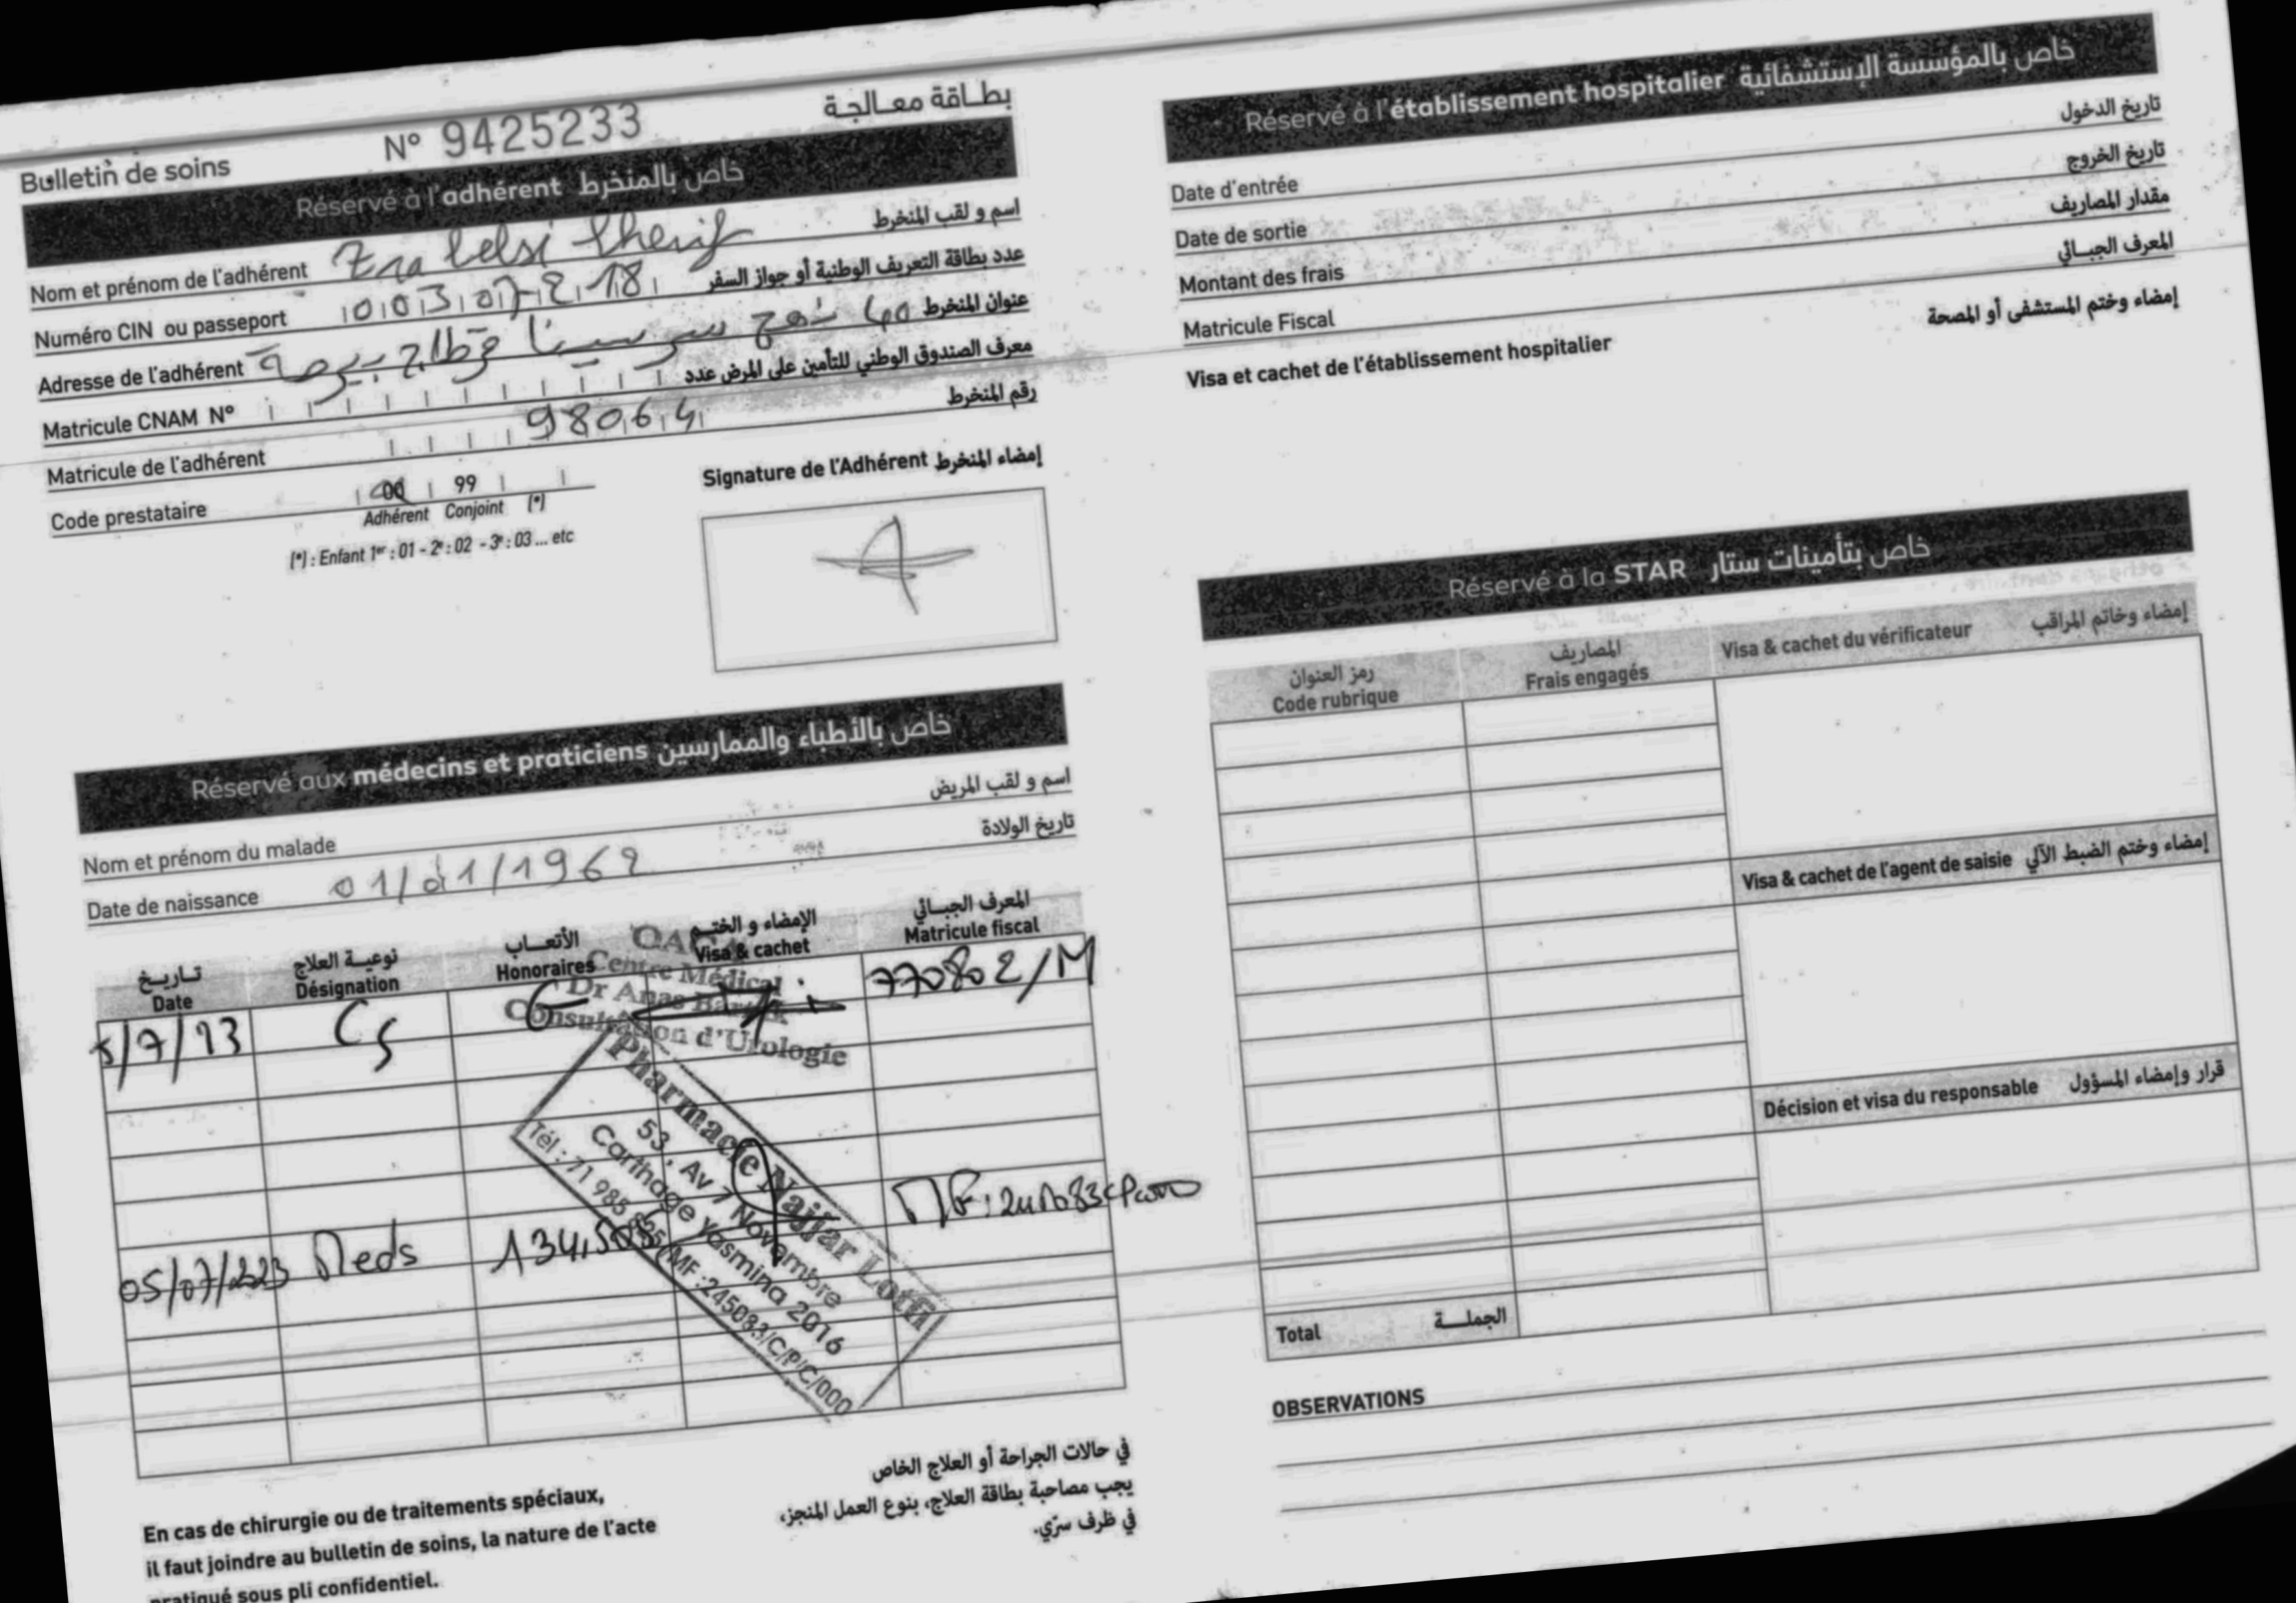 Bulletin de soins
N° 9425233
بطاقة معالجة
Réservé à l'adhérent خاص بالمنخرط
Nom et prénom de l'adhérent Trabelsi Cherif اسم و لقب المنخرط
Numéro CIN ou passeport 00307218 عدد بطاقة التعريف الوطنية أو جواز السفر
Adresse de l'adhérent 40 نهج سرسينا قرطاج بيرصة عنوان المنخرط
Matricule CNAM N° معرف الصندوق الوطني للتأمين على المرض عدد
Matricule de l'adhérent 98064 رقم المنخرط
Code prestataire 00 99
Adhérent Conjoint (*)
(*) : Enfant 1er : 01 - 2e : 02 - 3e : 03 ... etc
Signature de l'Adhérent إمضاء المنخرط
Réservé aux médecins et praticiens خاص بالأطباء والممارسين
Nom et prénom du malade اسم و لقب المريض
Date de naissance 01/01/1962 تاريخ الولادة
تاريخ نوعية العلاج الأتعاب الإمضاء و الختم المعرف الجبائي
Date Désignation Honoraires Visa & cachet Matricule fiscal
5/7/23 Cs 770802/M
Centre Médical
Dr Anas
Consultation d'Urologie
Pharmacie Najjar Lotfi
53, Av 7 Novembre
Carthage Yasmina 2016
Tél : 71 985 825 /MF :245083/C/P/C/000
05/07/2023 Meds 134,505 MF:
En cas de chirurgie ou de traitements spéciaux,
il faut joindre au bulletin de soins, la nature de l'acte
pratiqué sous pli confidentiel.
في حالات الجراحة أو العلاج الخاص
يجب مصاحبة بطاقة العلاج، بنوع العمل المنجز،
في ظرف سرّي.
Réservé à l'établissement hospitalier خاص بالمؤسسة الإستشفائية
Date d'entrée تاريخ الدخول
Date de sortie تاريخ الخروج
Montant des frais مقدار المصاريف
Matricule Fiscal المعرف الجبائي
Visa et cachet de l'établissement hospitalier إمضاء وختم المستشفى أو المصحة
Réservé à la STAR خاص بتأمينات ستار
رمز العنوان المصاريف
Code rubrique Frais engagés
Visa & cachet du vérificateur إمضاء وخاتم المراقب
Visa & cachet de l'agent de saisie إمضاء وختم الضبط الآلي
Décision et visa du responsable قرار وإمضاء المسؤول
Total الجملة
OBSERVATIONS